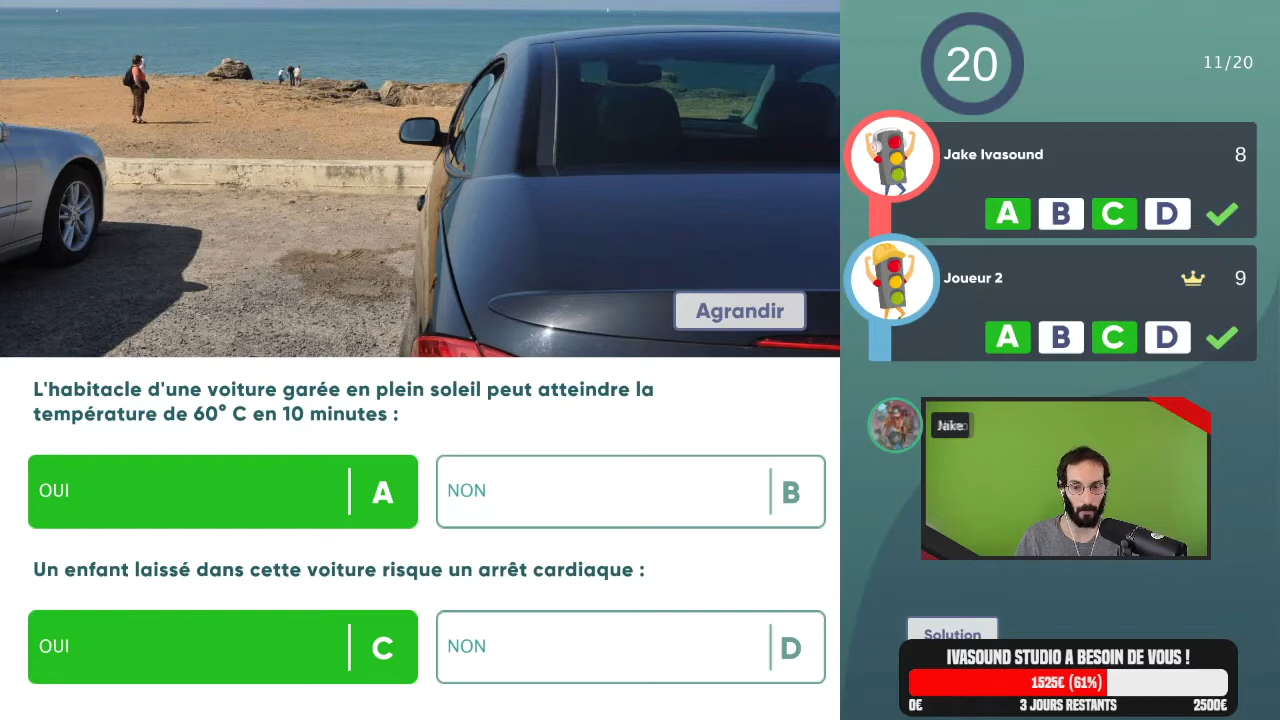 Agrandir
L'habitacle d'une voiture garée en plein soleil peut atteindre la
température de 60° C en 10 minutes :
OUI A
NON B
Un enfant laissé dans cette voiture risque un arrêt cardiaque :
OUI C
NON D
20
11/20
Jake Ivasound 8
A B C D
Joueur 2 9
A B C D
Jake
Solution
IVASOUND STUDIO A BESOIN DE VOUS !
1525€ (61%)
0€ 3 JOURS RESTANTS 2500€